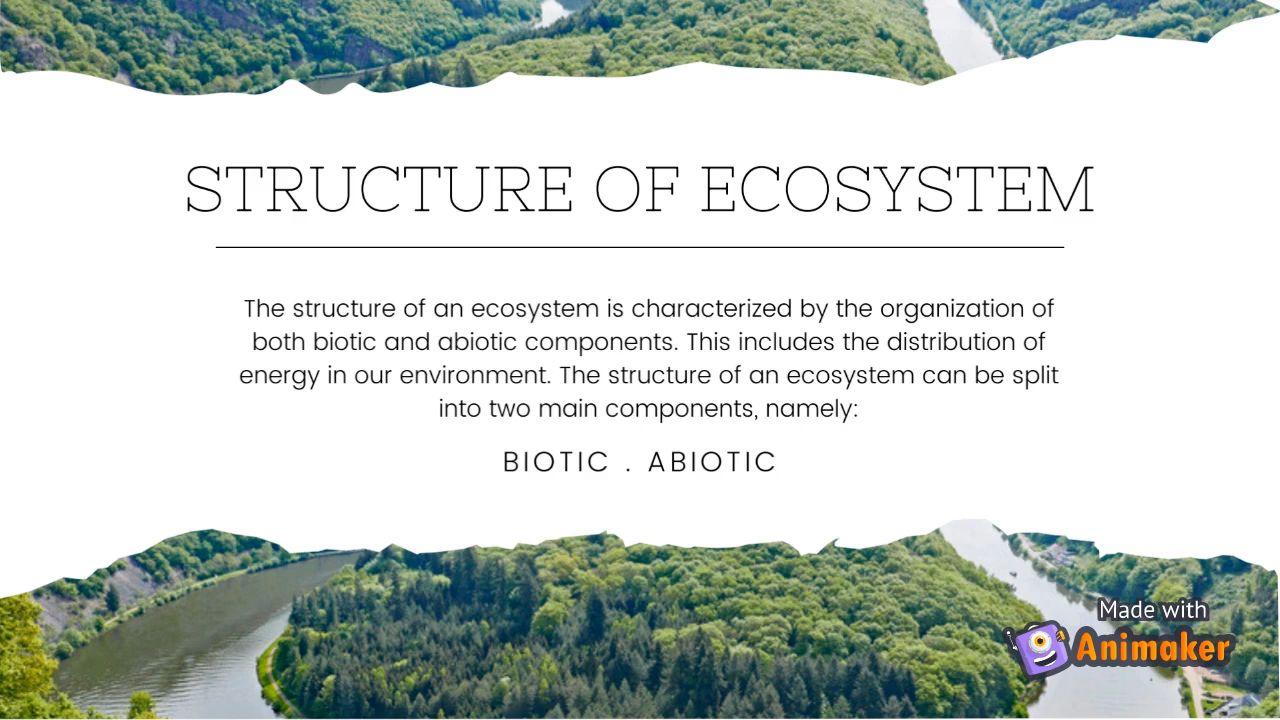 STRUCTURE OF ECOSYSTEM
The structure of an ecosystem is characterized by the organization of
both biotic and abiotic components. This includes the distribution of
energy in our environment. The structure of an ecosystem can be split
into two main components, namely:
BIOTIC . ABIOTIC
Made with
Animaker